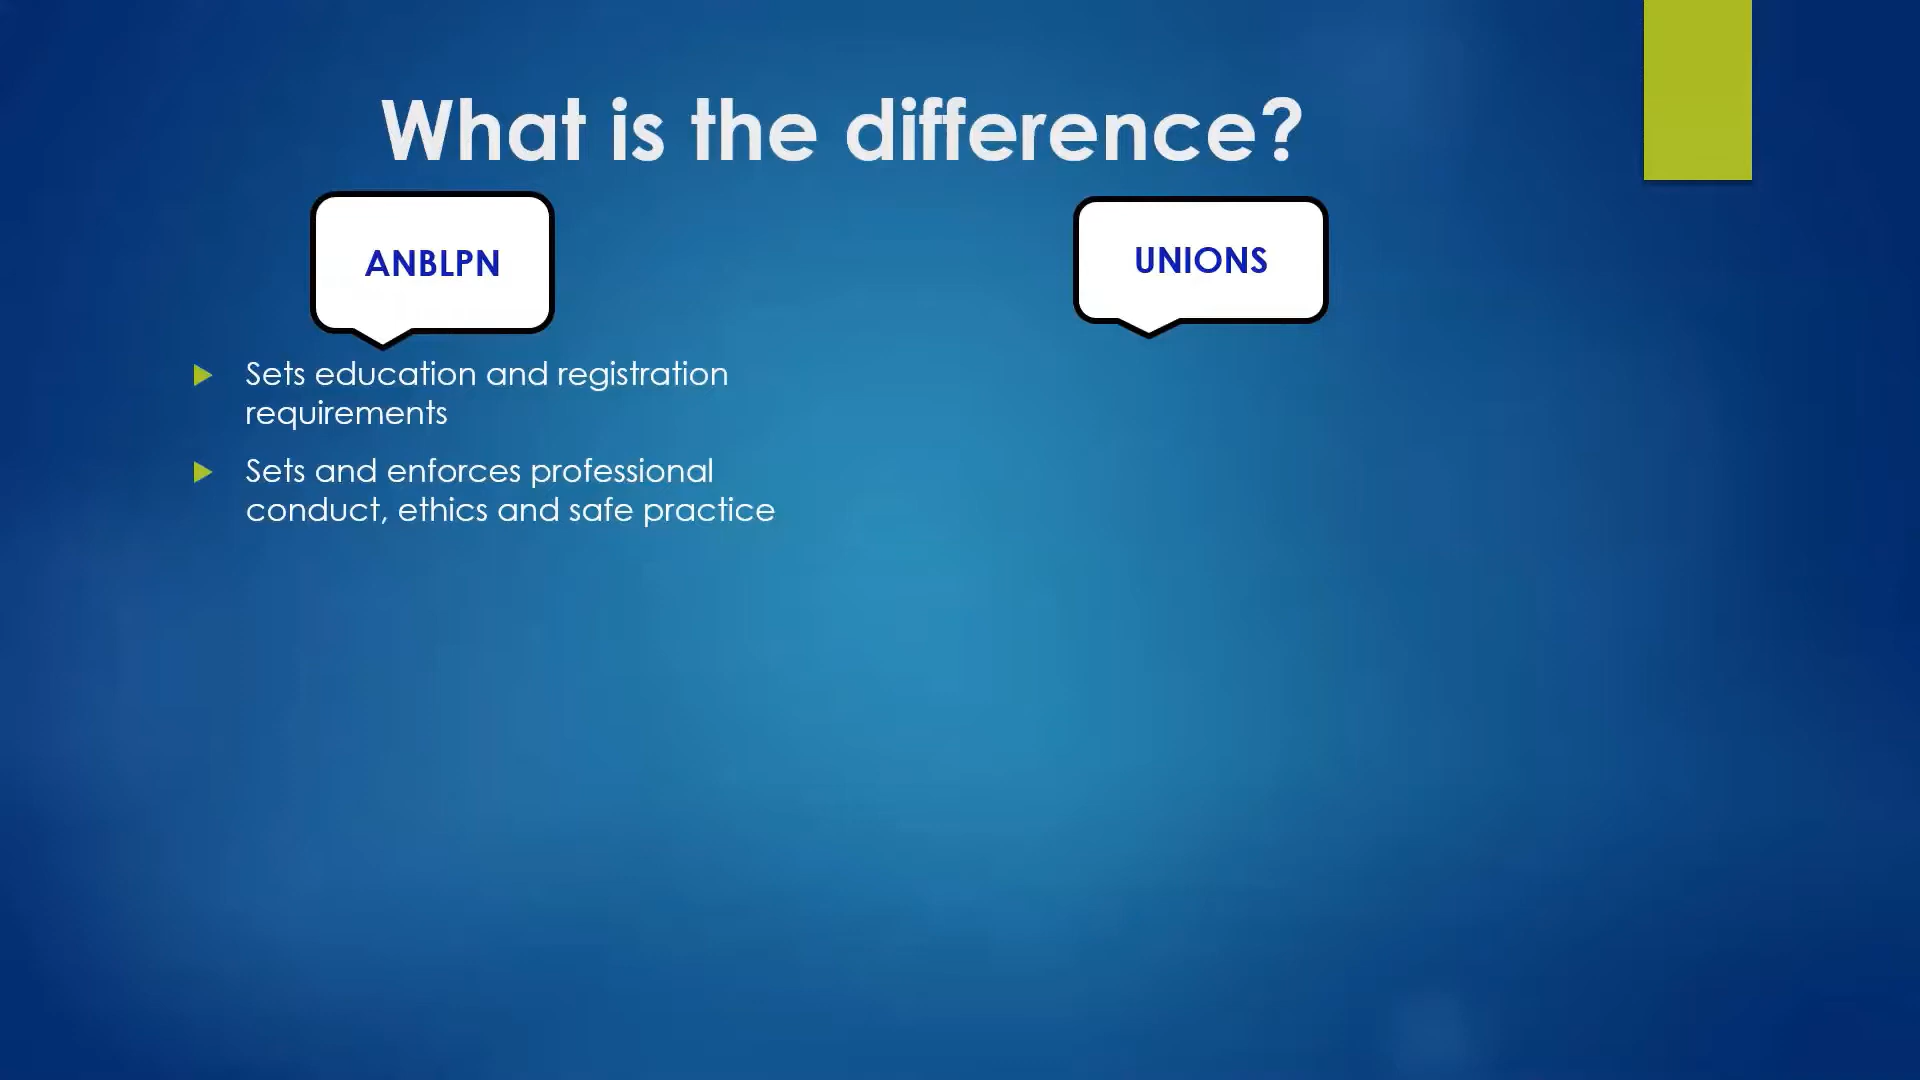 What is the difference?
ANBLPN
UNIONS
Sets education and registration
requirements
Sets and enforces professional
conduct, ethics and safe practice